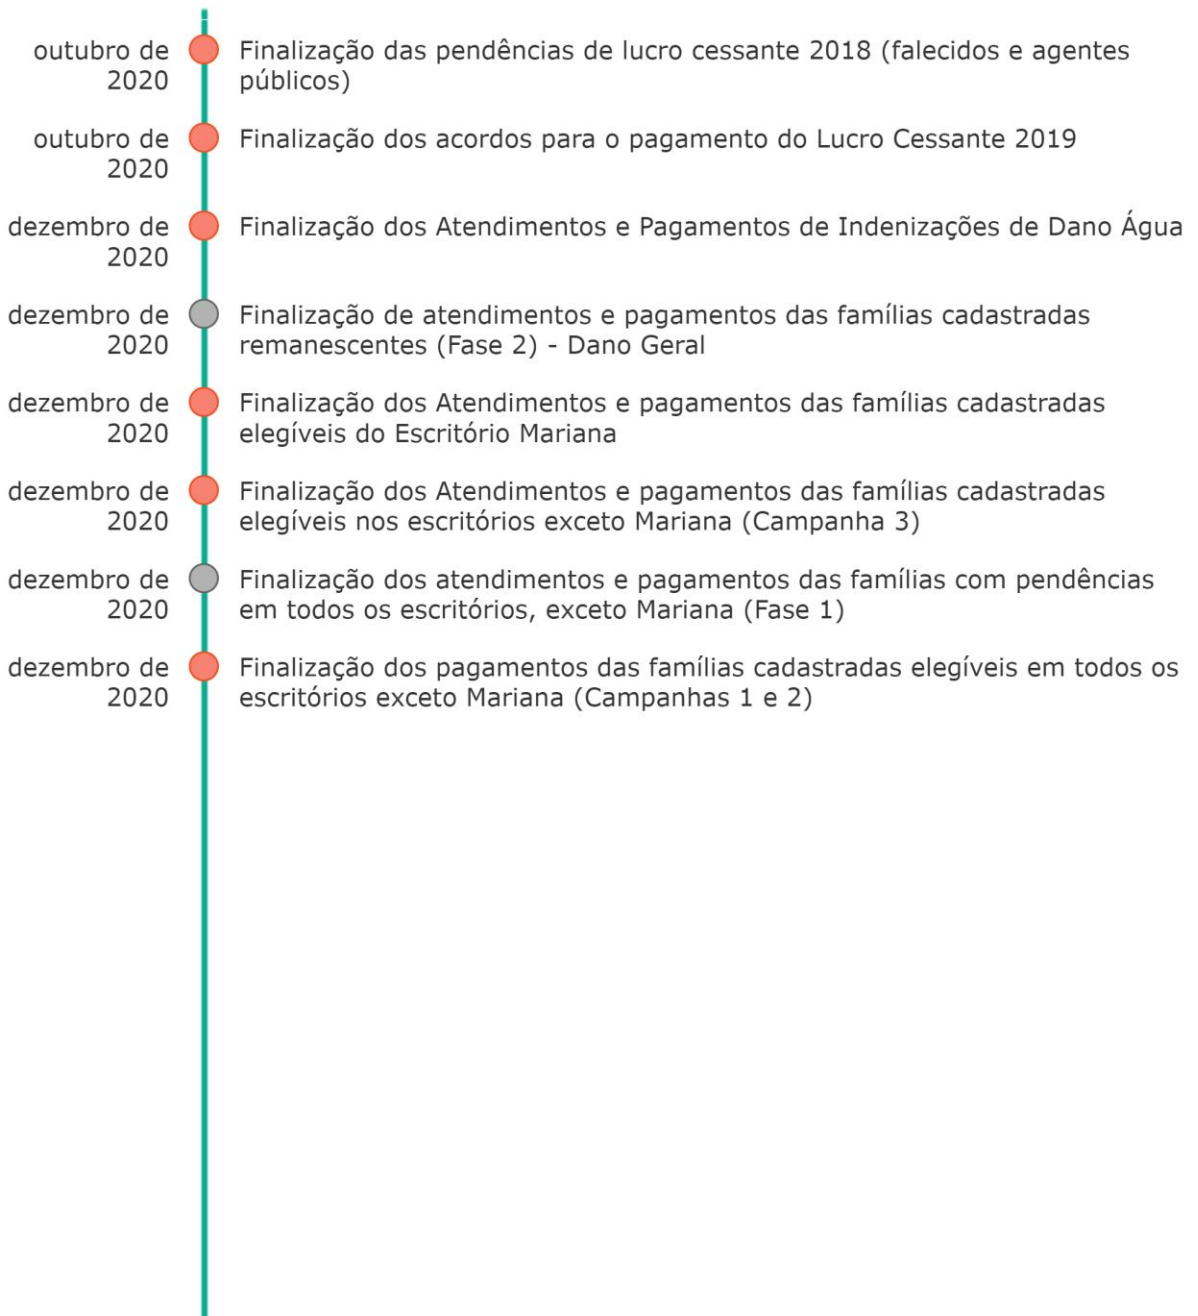 outubro de
2020
Finalização das pendências de lucro cessante 2018 (falecidos e agentes
públicos)
outubro de
2020
Finalização dos acordos para o pagamento do Lucro Cessante 2019
dezembro de
2020
Finalização dos Atendimentos e Pagamentos de Indenizações de Dano Água
dezembro de
2020
Finalização de atendimentos e pagamentos das famílias cadastradas
remanescentes (Fase 2) - Dano Geral
dezembro de
2020
Finalização dos Atendimentos e pagamentos das famílias cadastradas
elegíveis do Escritório Mariana
dezembro de
2020
Finalização dos Atendimentos e pagamentos das famílias cadastradas
elegíveis nos escritórios exceto Mariana (Campanha 3)
dezembro de
2020
Finalização dos atendimentos e pagamentos das famílias com pendências
em todos os escritórios, exceto Mariana (Fase 1)
dezembro de
2020
Finalização dos pagamentos das famílias cadastradas elegíveis em todos os
escritórios exceto Mariana (Campanhas 1 e 2)